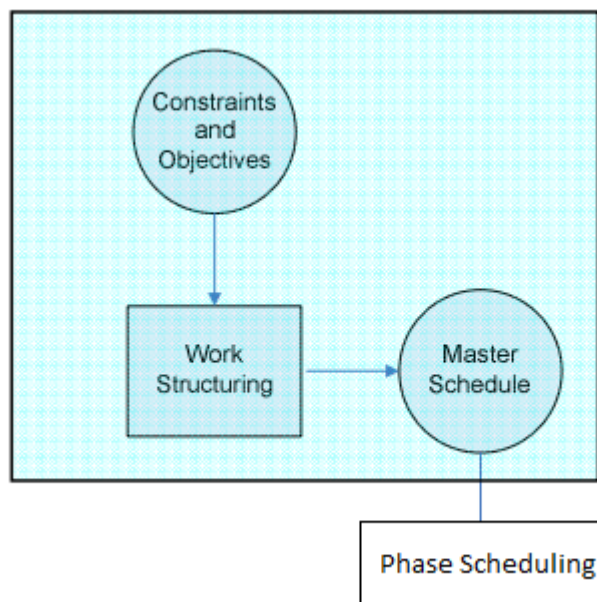 Constraints
and
Objectives
Work
Structuring
Master
Schedule
Phase Scheduling